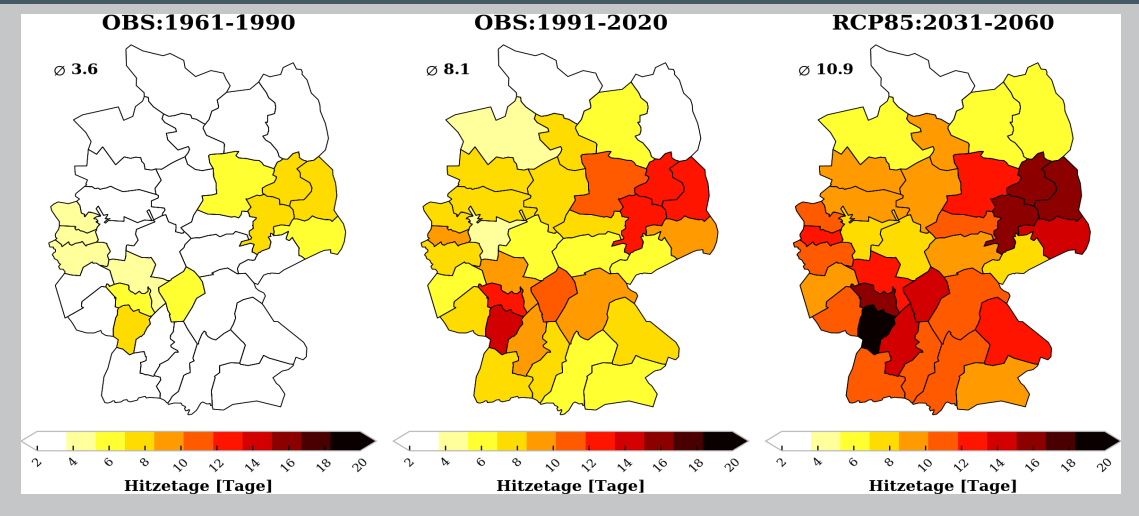 OBS:1961-1990
OBS:1991-2020
RCP85:2031-2060
∅ 3.6
∅ 8.1
∅ 10.9
2 4 6 8 10 12 14 16 18 20
2 4 6 8 10 12 14 16 18 20
2 4 6 8 10 12 14 16 18 20
Hitzetage [Tage]
Hitzetage [Tage]
Hitzetage [Tage]